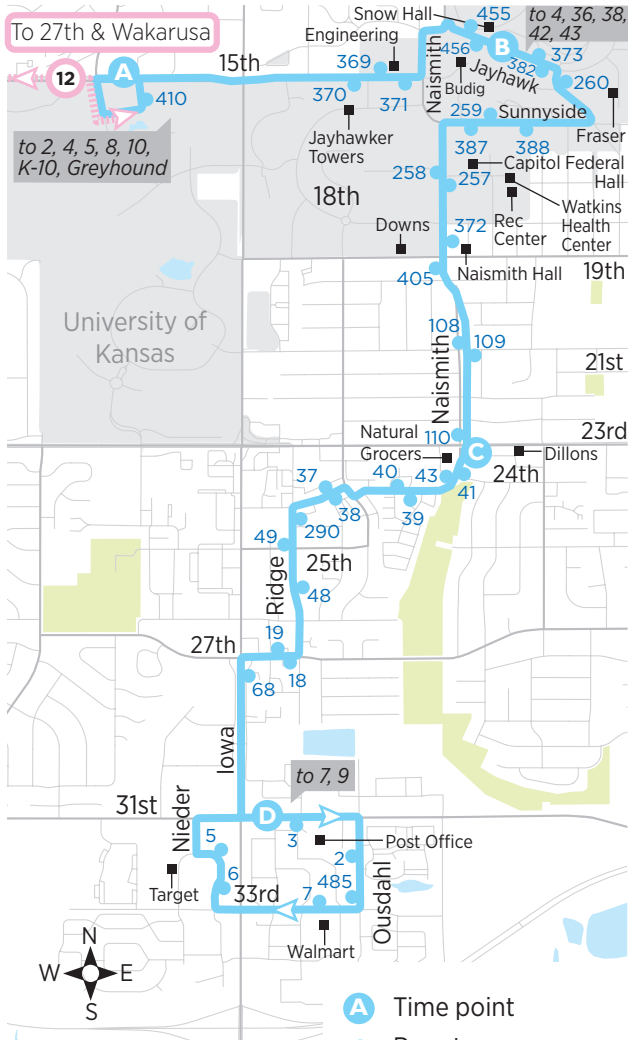 To 27th & Wakarusa
12
A
15th
410
to 2, 4, 5, 8, 10,
K-10, Greyhound
Snow Hall
455
to 4, 36, 38,
42, 43
Engineering
369
370
371
Jayhawker
Towers
Naismith
456
B
Jayhawk
382
373
Budig
260
259
Sunnyside
Fraser
387
388
258
257
Capitol Federal
Hall
18th
Watkins
Health
Center
Rec
Center
Downs
372
405
Naismith Hall
19th
University of
Kansas
108
109
Naismith
21st
Natural
Grocers
110
23rd
C
Dillons
24th
37
40
43
41
38
39
290
49
25th
Ridge
48
19
27th
18
68
Iowa
to 7, 9
31st
Nieder
D
3
Post Office
5
2
6
485
7
33rd
Target
Ousdahl
Walmart
N
W
E
S
A
Time point